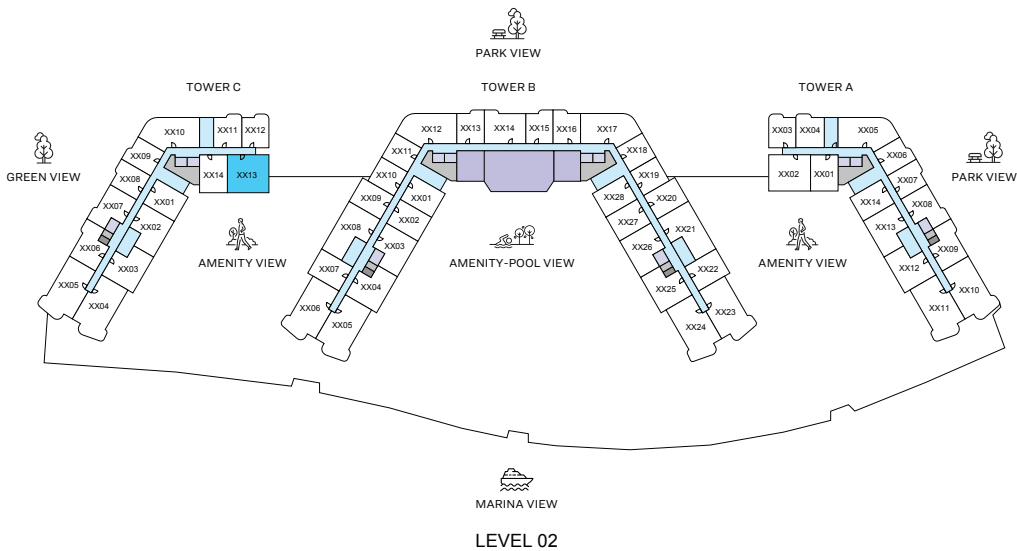 PARK VIEW
TOWER C
TOWER B
TOWER A
XX10
XX11
XX12
XX09
XX08
XX14
XX13
XX07
XX01
XX02
XX06
XX03
XX05
XX04
XX12
XX13
XX14
XX15
XX16
XX17
XX11
XX18
XX10
XX19
XX09
XX01
XX28
XX20
XX08
XX02
XX27
XX21
XX07
XX03
XX26
XX22
XX04
XX25
XX06
XX05
XX24
XX23
XX03
XX04
XX05
XX02
XX01
XX06
XX07
XX14
XX08
XX13
XX09
XX12
XX10
XX11
GREEN VIEW
PARK VIEW
AMENITY VIEW
AMENITY-POOL VIEW
AMENITY VIEW
MARINA VIEW
LEVEL 02